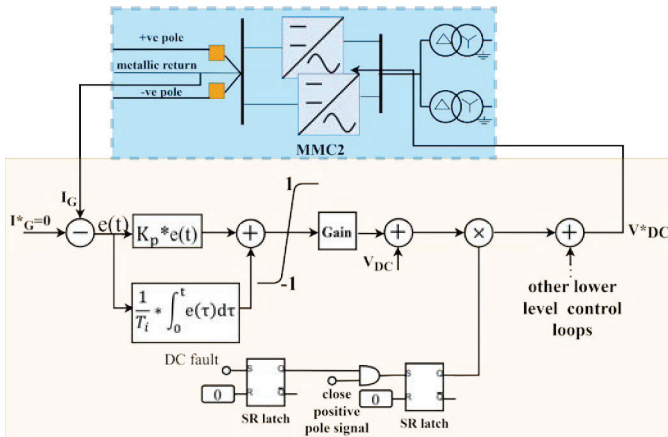 +ve pole
metallic return
-ve pole
MMC2
I_G
I*_G=0
e(t)
K_p*e(t)
1
-1
Gain
V_DC
V*_DC
1/T_i * ∫_0^t e(τ)dτ
other lower
level control
loops
DC fault
S
Q
R
Q̅
0
SR latch
close
positive
pole signal
S
Q
R
Q̅
0
SR latch